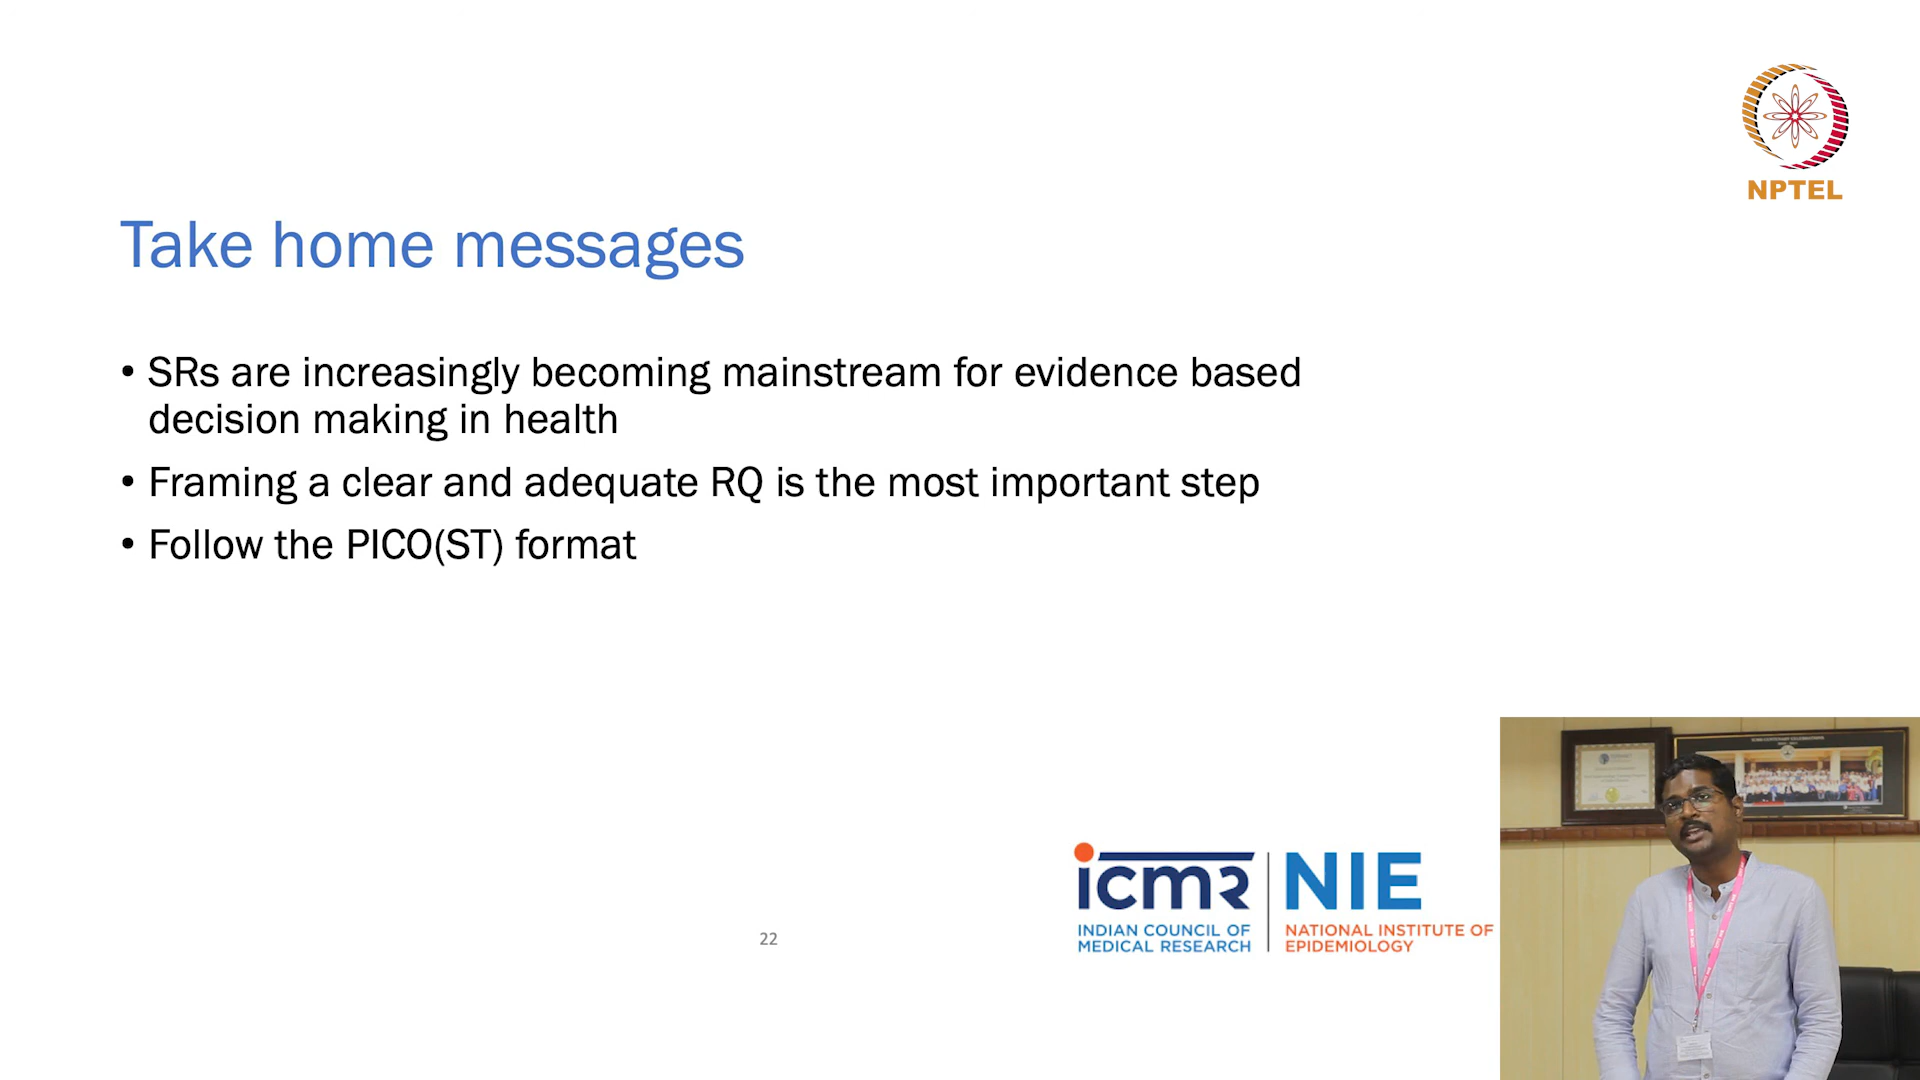 NPTEL
Take home messages
• SRs are increasingly becoming mainstream for evidence based
decision making in health
• Framing a clear and adequate RQ is the most important step
• Follow the PICO(ST) format
22
icmr
INDIAN COUNCIL OF
MEDICAL RESEARCH
NIE
NATIONAL INSTITUTE OF
EPIDEMIOLOGY